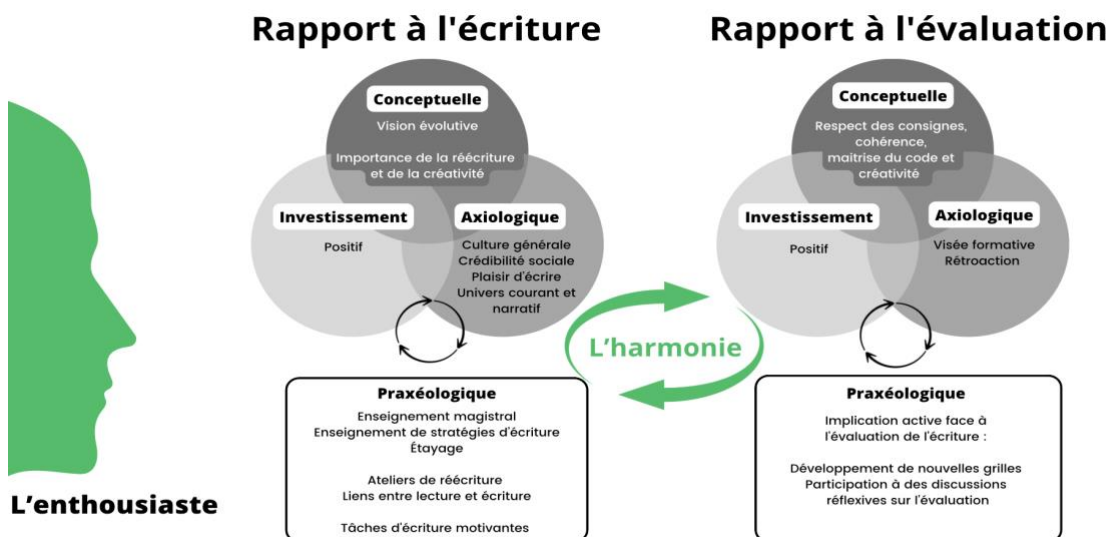 Rapport à l'écriture
Conceptuelle
Vision évolutive
Importance de la réécriture
et de la créativité
Investissement
Positif
Axiologique
Culture générale
Crédibilité sociale
Plaisir d'écrire
Univers courant et
narratif
Praxéologique
Enseignement magistral
Enseignement de stratégies d'écriture
Étayage
Ateliers de réécriture
Liens entre lecture et écriture
Tâches d'écriture motivantes
L'harmonie
Rapport à l'évaluation
Conceptuelle
Respect des consignes,
cohérence,
maitrise du code et
créativité
Investissement
Positif
Axiologique
Visée formative
Rétroaction
Praxéologique
Implication active face à
l'évaluation de l'écriture :
Développement de nouvelles grilles
Participation à des discussions
réflexives sur l'évaluation
L'enthousiaste